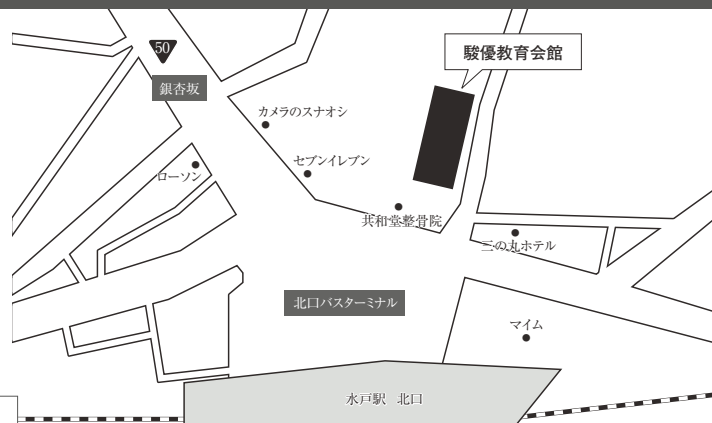 50
駿優教育会館
銀杏坂
カメラのスナオシ
セブンイレブン
ローソン
共和堂整骨院
三の丸ホテル
北口バスターミナル
マイム
水戸駅 北口